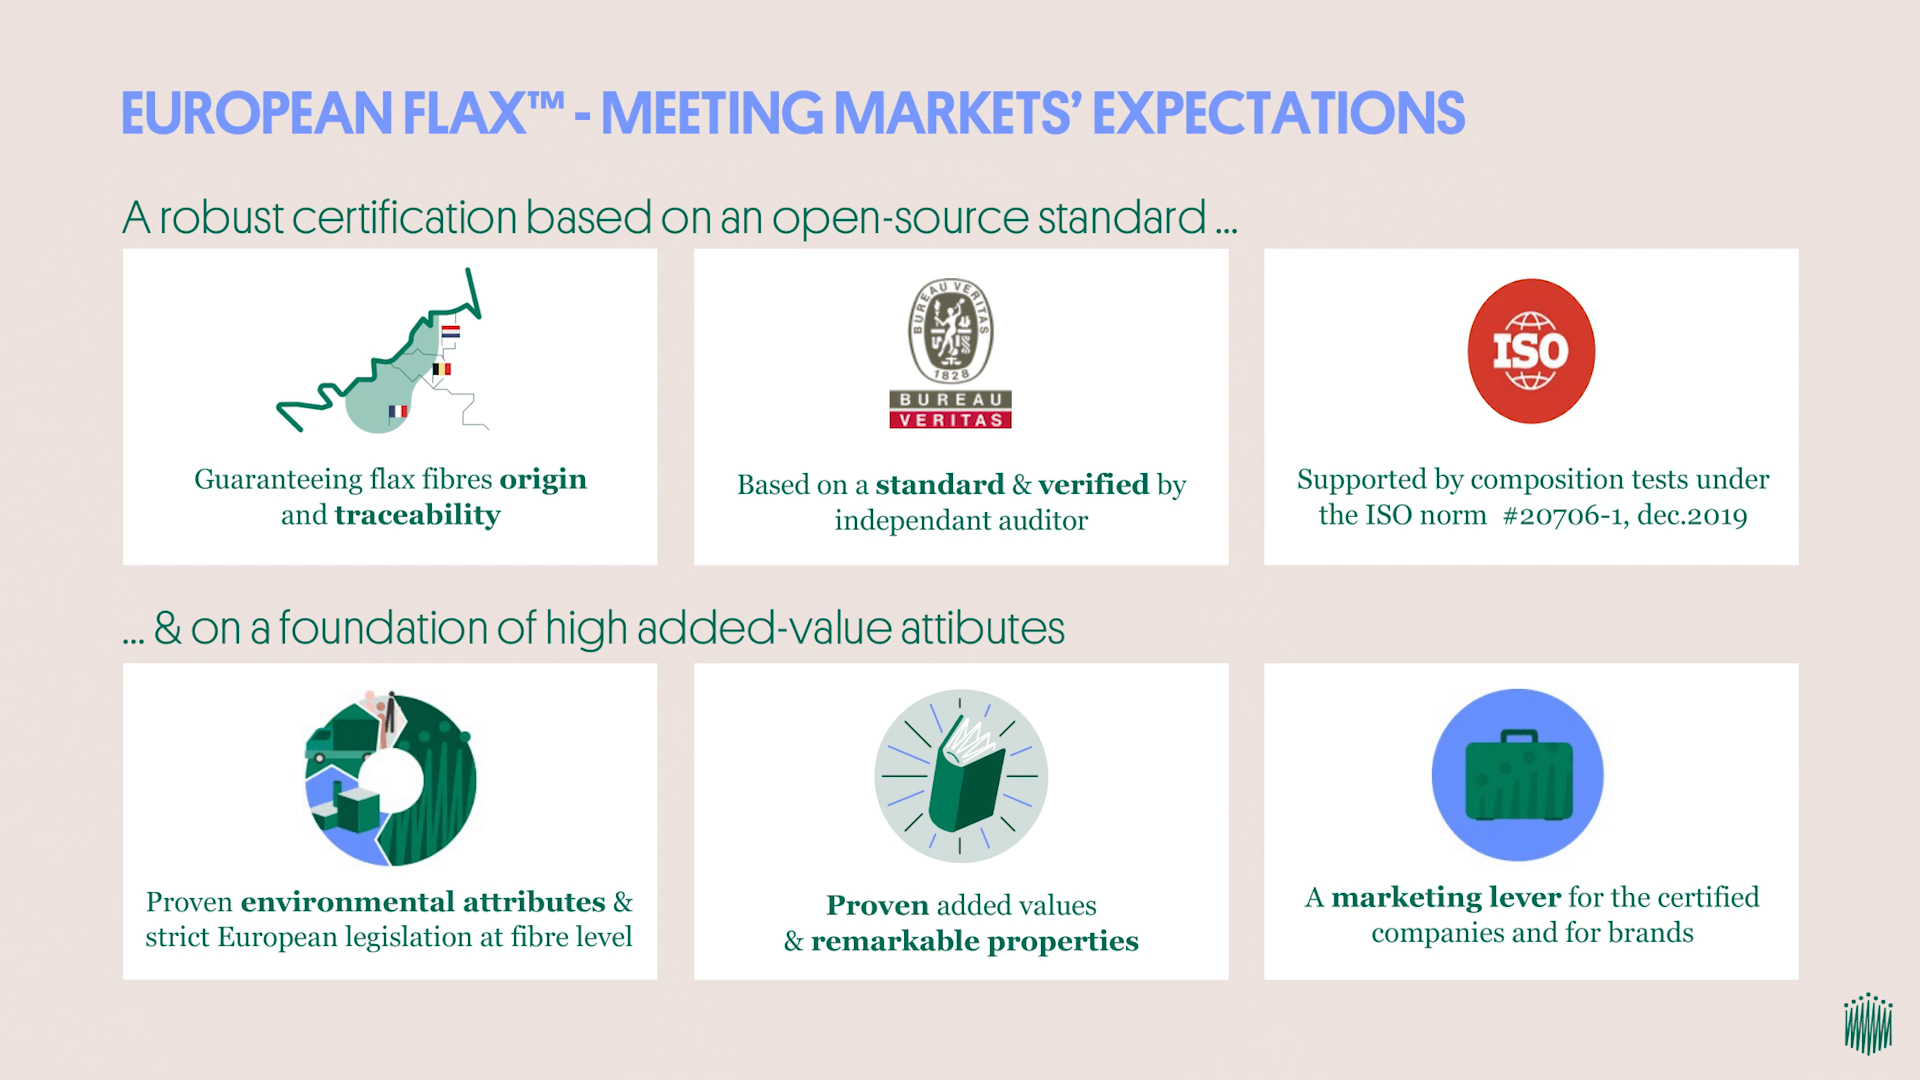 EUROPEAN FLAX™ - MEETING MARKETS’ EXPECTATIONS
A robust certification based on an open-source standard ...
BUREAU VERITAS
1828
BUREAU
VERITAS
ISO
Guaranteeing flax fibres origin
and traceability
Based on a standard & verified by
independant auditor
Supported by composition tests under
the ISO norm #20706-1, dec.2019
... & on a foundation of high added-value attibutes
Proven environmental attributes &
strict European legislation at fibre level
Proven added values
& remarkable properties
A marketing lever for the certified
companies and for brands